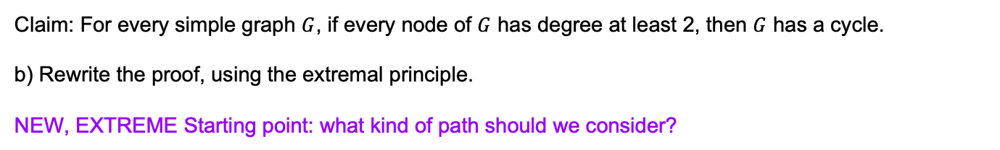 Claim: For every simple graph G, if every node of G has degree at least 2, then G has a cycle.
b) Rewrite the proof, using the extremal principle.
NEW, EXTREME Starting point: what kind of path should we consider?